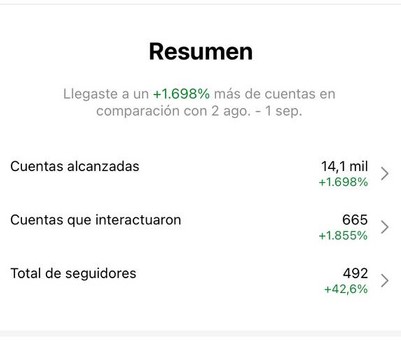 Resumen
Llegaste a un +1.698% más de cuentas en
comparación con 2 ago. - 1 sep.
Cuentas alcanzadas
14,1 mil
+1.698%
Cuentas que interactuaron
665
+1.855%
Total de seguidores
492
+42,6%